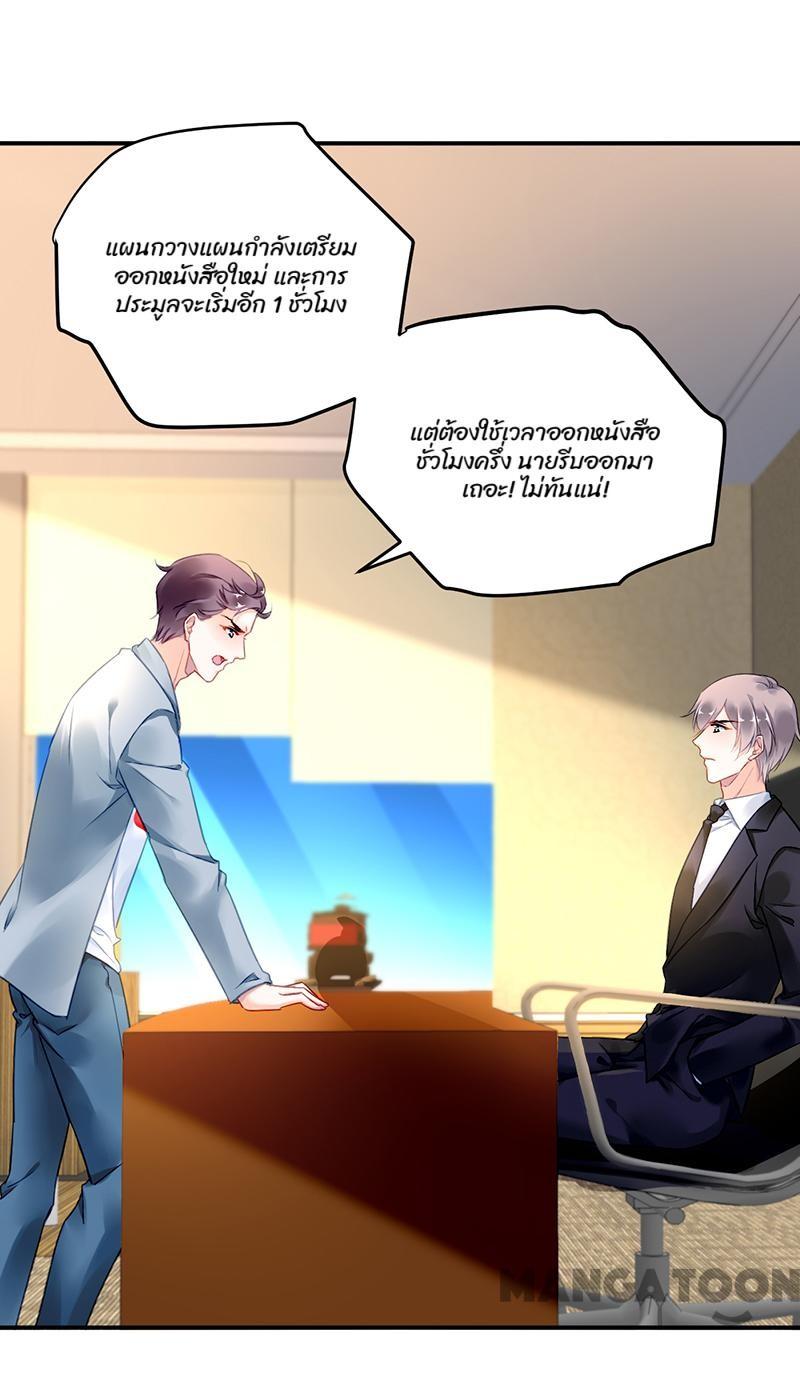 แผนกวางแผนกำลังเตรียม
ออกหนังสือใหม่ และการ
ประมูลจะเริ่มอีก 1 ชั่วโมง
แต่ต้องใช้เวลาออกหนังสือ
ชั่วโมงครึ่ง นายรีบออกมา
เถอะ! ไม่ทันแน่!
MANGATOON